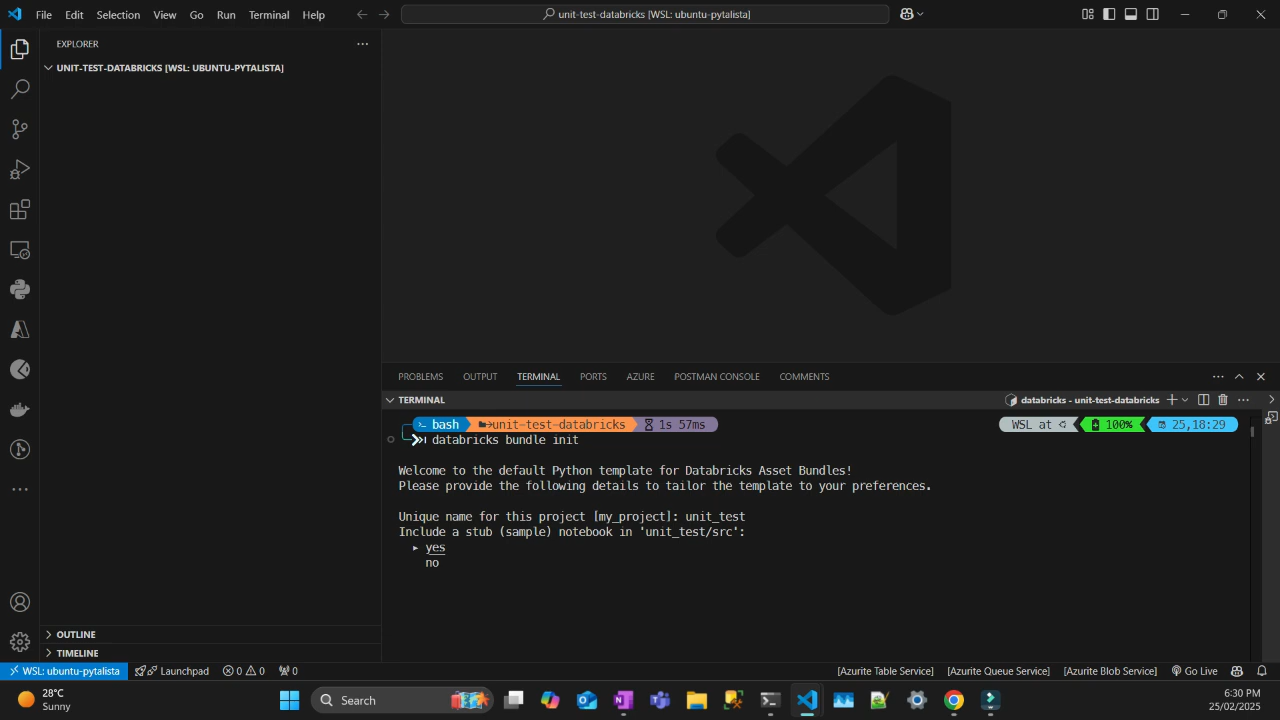 File Edit Selection View Go Run Terminal Help
unit-test-databricks [WSL: ubuntu-pytalista]
EXPLORER
UNIT-TEST-DATABRICKS [WSL: UBUNTU-PYTALISTA]
PROBLEMS OUTPUT TERMINAL PORTS AZURE POSTMAN CONSOLE COMMENTS
TERMINAL
databricks - unit-test-databricks
bash unit-test-databricks 1s 57ms WSL at 100% 25,18:29
databricks bundle init
Welcome to the default Python template for Databricks Asset Bundles!
Please provide the following details to tailor the template to your preferences.
Unique name for this project [my_project]: unit_test
Include a stub (sample) notebook in 'unit_test/src':
yes
no
OUTLINE
TIMELINE
WSL: ubuntu-pytalista Launchpad 0 0 0 [Azurite Table Service] [Azurite Queue Service] [Azurite Blob Service] Go Live
28°C
Sunny
Search
6:30 PM
25/02/2025